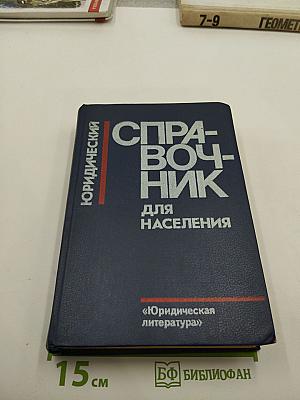 7-9
ГЕОМЕТ
ЮРИДИЧЕСКИЙ
СПРА-
ВОЧ-
НИК
ДЛЯ
НАСЕЛЕНИЯ
«Юридическая
литература»
15 см
БФ БИБЛИОФАН